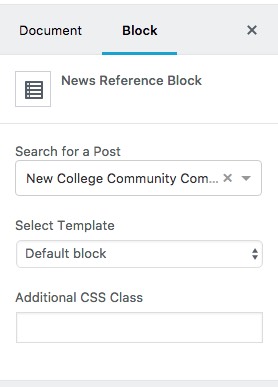 Document Block ×
News Reference Block
Search for a Post
New College Community Com... ×
Select Template
Default block
Additional CSS Class